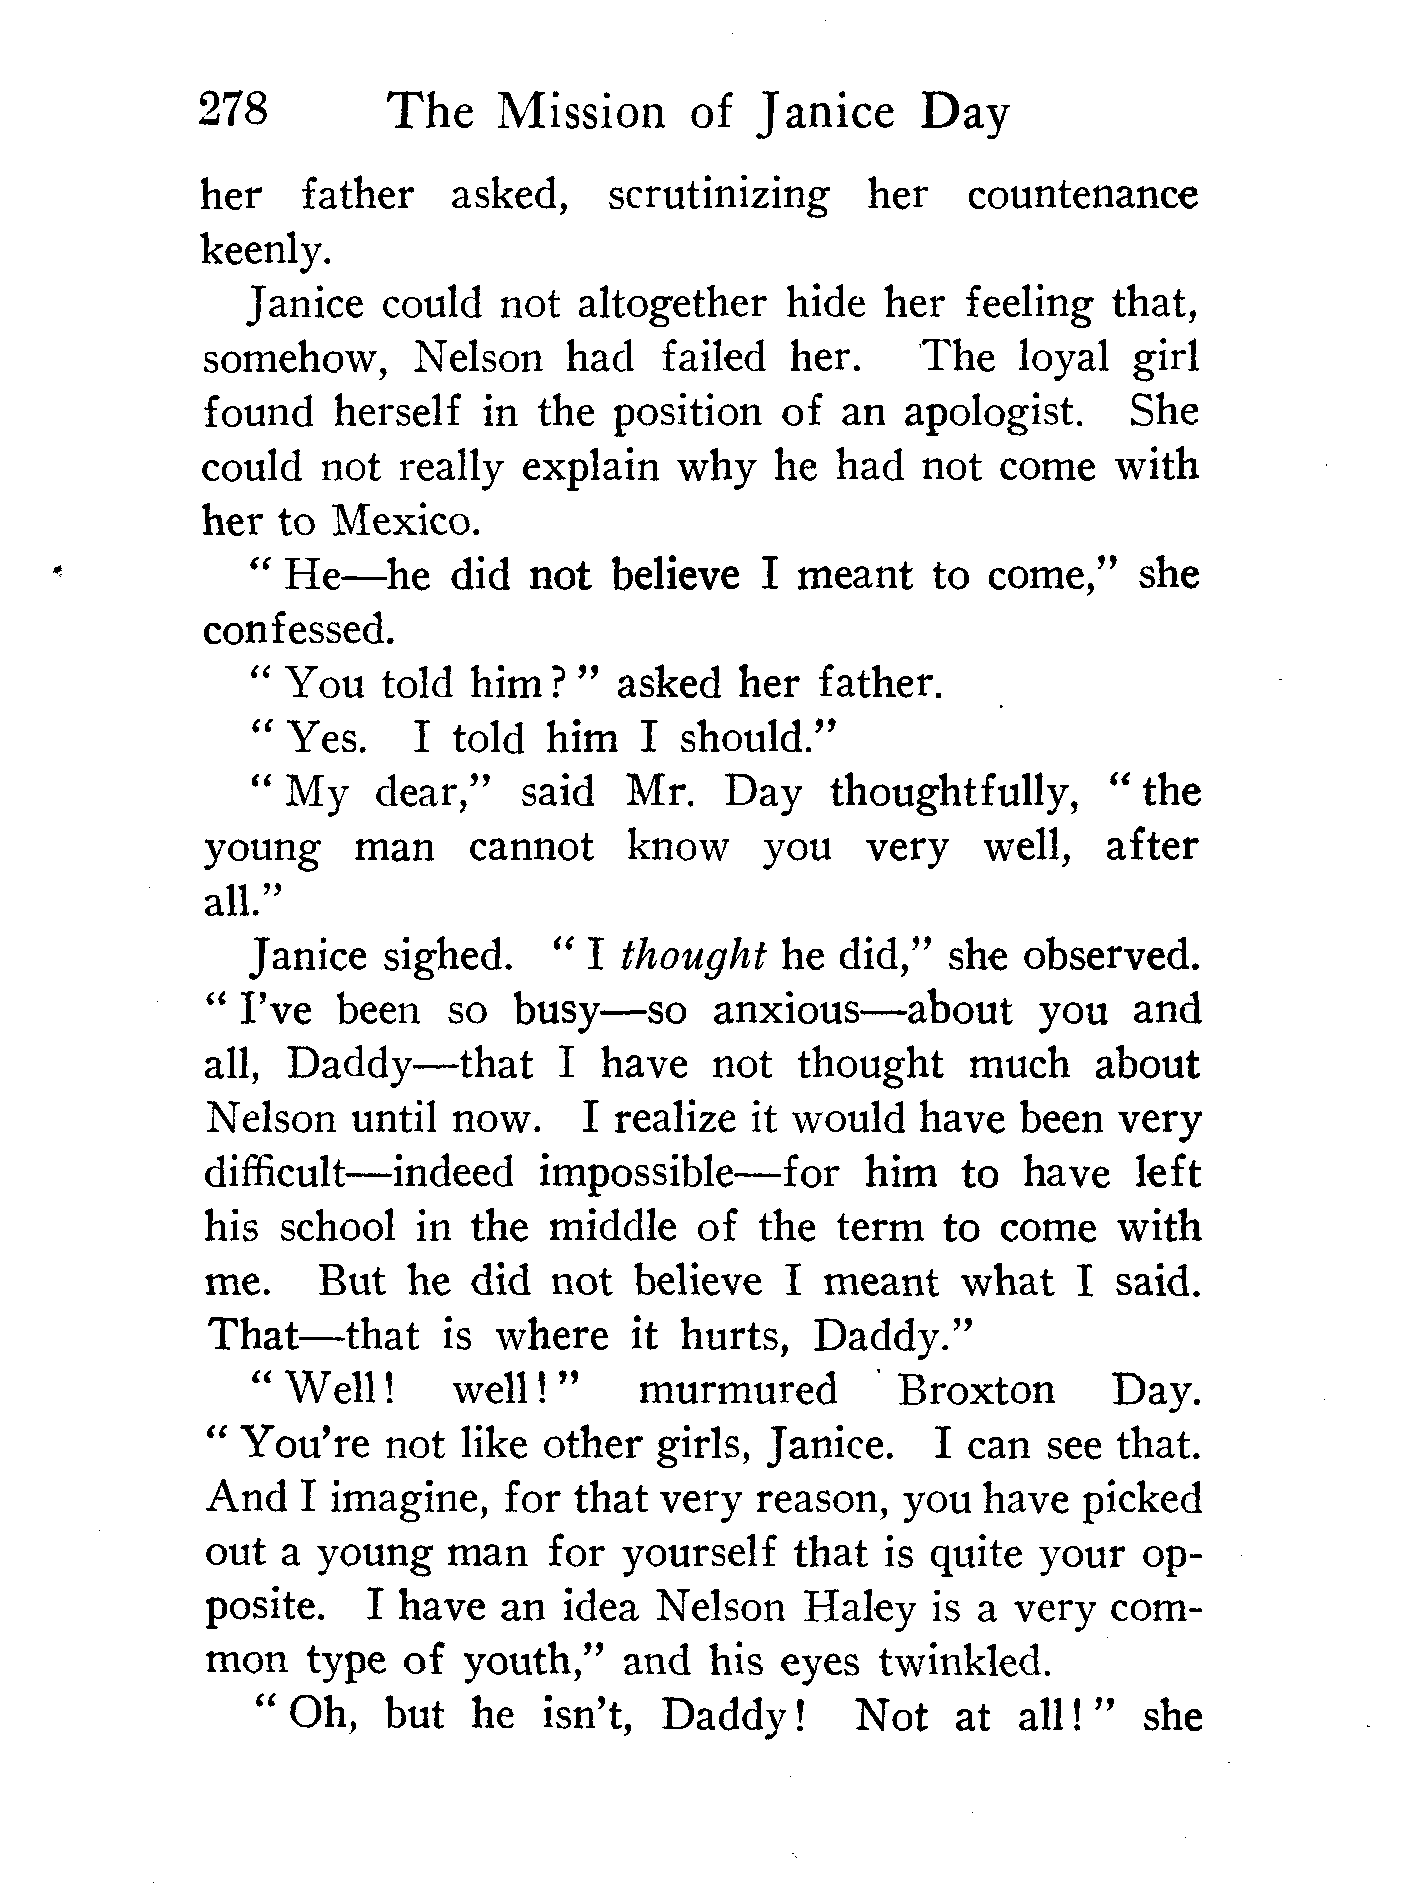 278 The Mission of Janice Day
her father asked, scrutinizing her countenance
keenly.
Janice could not altogether hide her feeling that,
somehow, Nelson had failed her. The loyal girl
found herself in the position of an apologist. She
could not really explain why he had not come with
her to Mexico.
“ He—he did not believe I meant to come,” she
confessed.
“ You told him? ” asked her father.
“ Yes. I told him I should.”
“ My dear,” said Mr. Day thoughtfully, “ the
young man cannot know you very well, after
all.”
Janice sighed. “ I thought he did,” she observed.
“ I've been so busy—so anxious—about you and
all, Daddy—that I have not thought much about
Nelson until now. I realize it would have been very
difficult—indeed impossible—for him to have left
his school in the middle of the term to come with
me. But he did not believe I meant what I said.
That—that is where it hurts, Daddy.”
“ Well! well! ” murmured Broxton Day.
“ You're not like other girls, Janice. I can see that.
And I imagine, for that very reason, you have picked
out a young man for yourself that is quite your op-
posite. I have an idea Nelson Haley is a very com-
mon type of youth,” and his eyes twinkled.
“ Oh, but he isn't, Daddy! Not at all! ” she